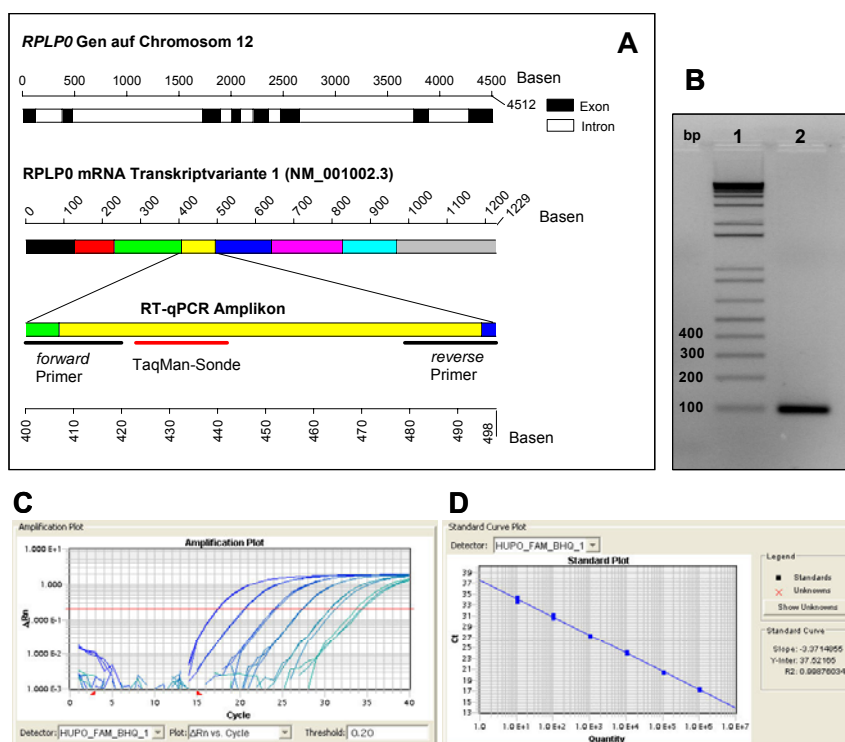 A
RPLP0 Gen auf Chromosom 12
0 500 1000 1500 2000 2500 3000 3500 4000 4500 Basen
4512
Exon
Intron
RPLP0 mRNA Transkriptvariante 1 (NM_001002.3)
0 100 200 300 400 500 600 700 800 900 1000 1100 1200 1229
Basen
RT-qPCR Amplikon
forward Primer
TaqMan-Sonde
reverse Primer
400 410 420 430 440 450 460 470 480 490 498 Basen
B
bp 1 2
400
300
200
100
C
Amplification Plot
Amplification Plot
1.000 E+1
1.000
1.000 E-1
1.000 E-2
1.000 E-3
ΔRn
0 5 10 15 20 25 30 35 40
Cycle
Detector: HUPO_FAM_BHQ_1 Plot: ΔRn vs. Cycle Threshold: 0.20
D
Standard Curve Plot
Detector: HUPO_FAM_BHQ_1
Standard Plot
39
37
35
33
31
29
27
25
23
21
19
17
15
13
Ct
1.0 1.0E+1 1.0E+2 1.0E+3 1.0E+4 1.0E+5 1.0E+6 1.0E+7
Quantity
Legend
Standards
Unknowns
Show Unknowns
Standard Curve
Slope: -3.3714855
Y-Inter: 37.52165
R2: 0.99876034